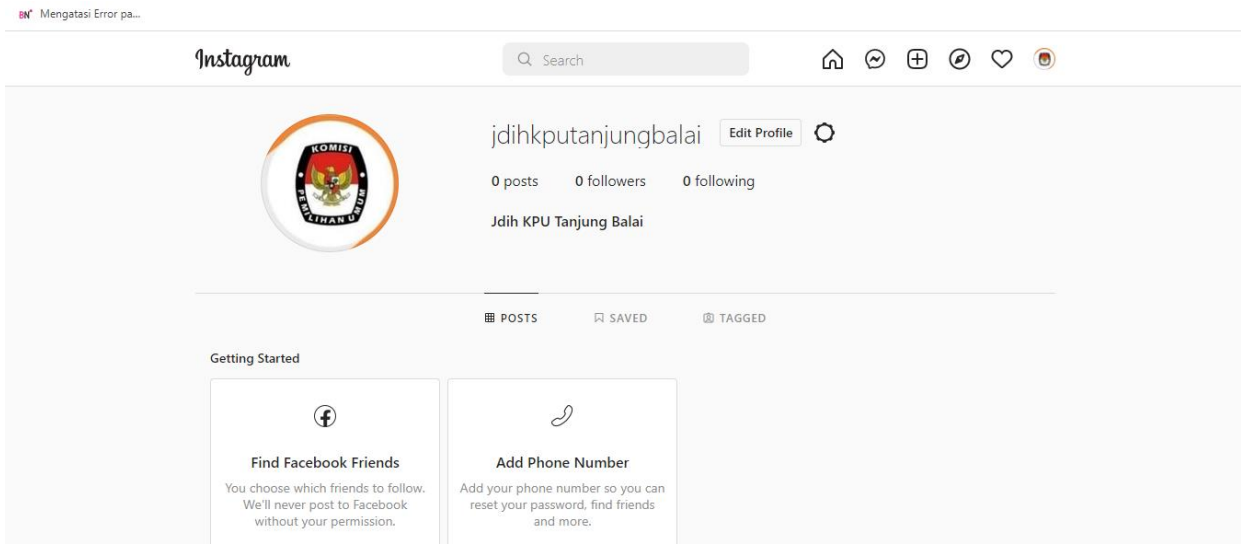 BN Mengatasi Error pa...
Instagram
Search
jdihkputanjungbalai Edit Profile
0 posts 0 followers 0 following
Jdih KPU Tanjung Balai
KOMISI
PEMILIHAN UMUM
POSTS SAVED TAGGED
Getting Started
Find Facebook Friends
You choose which friends to follow.
We'll never post to Facebook
without your permission.
Add Phone Number
Add your phone number so you can
reset your password, find friends
and more.